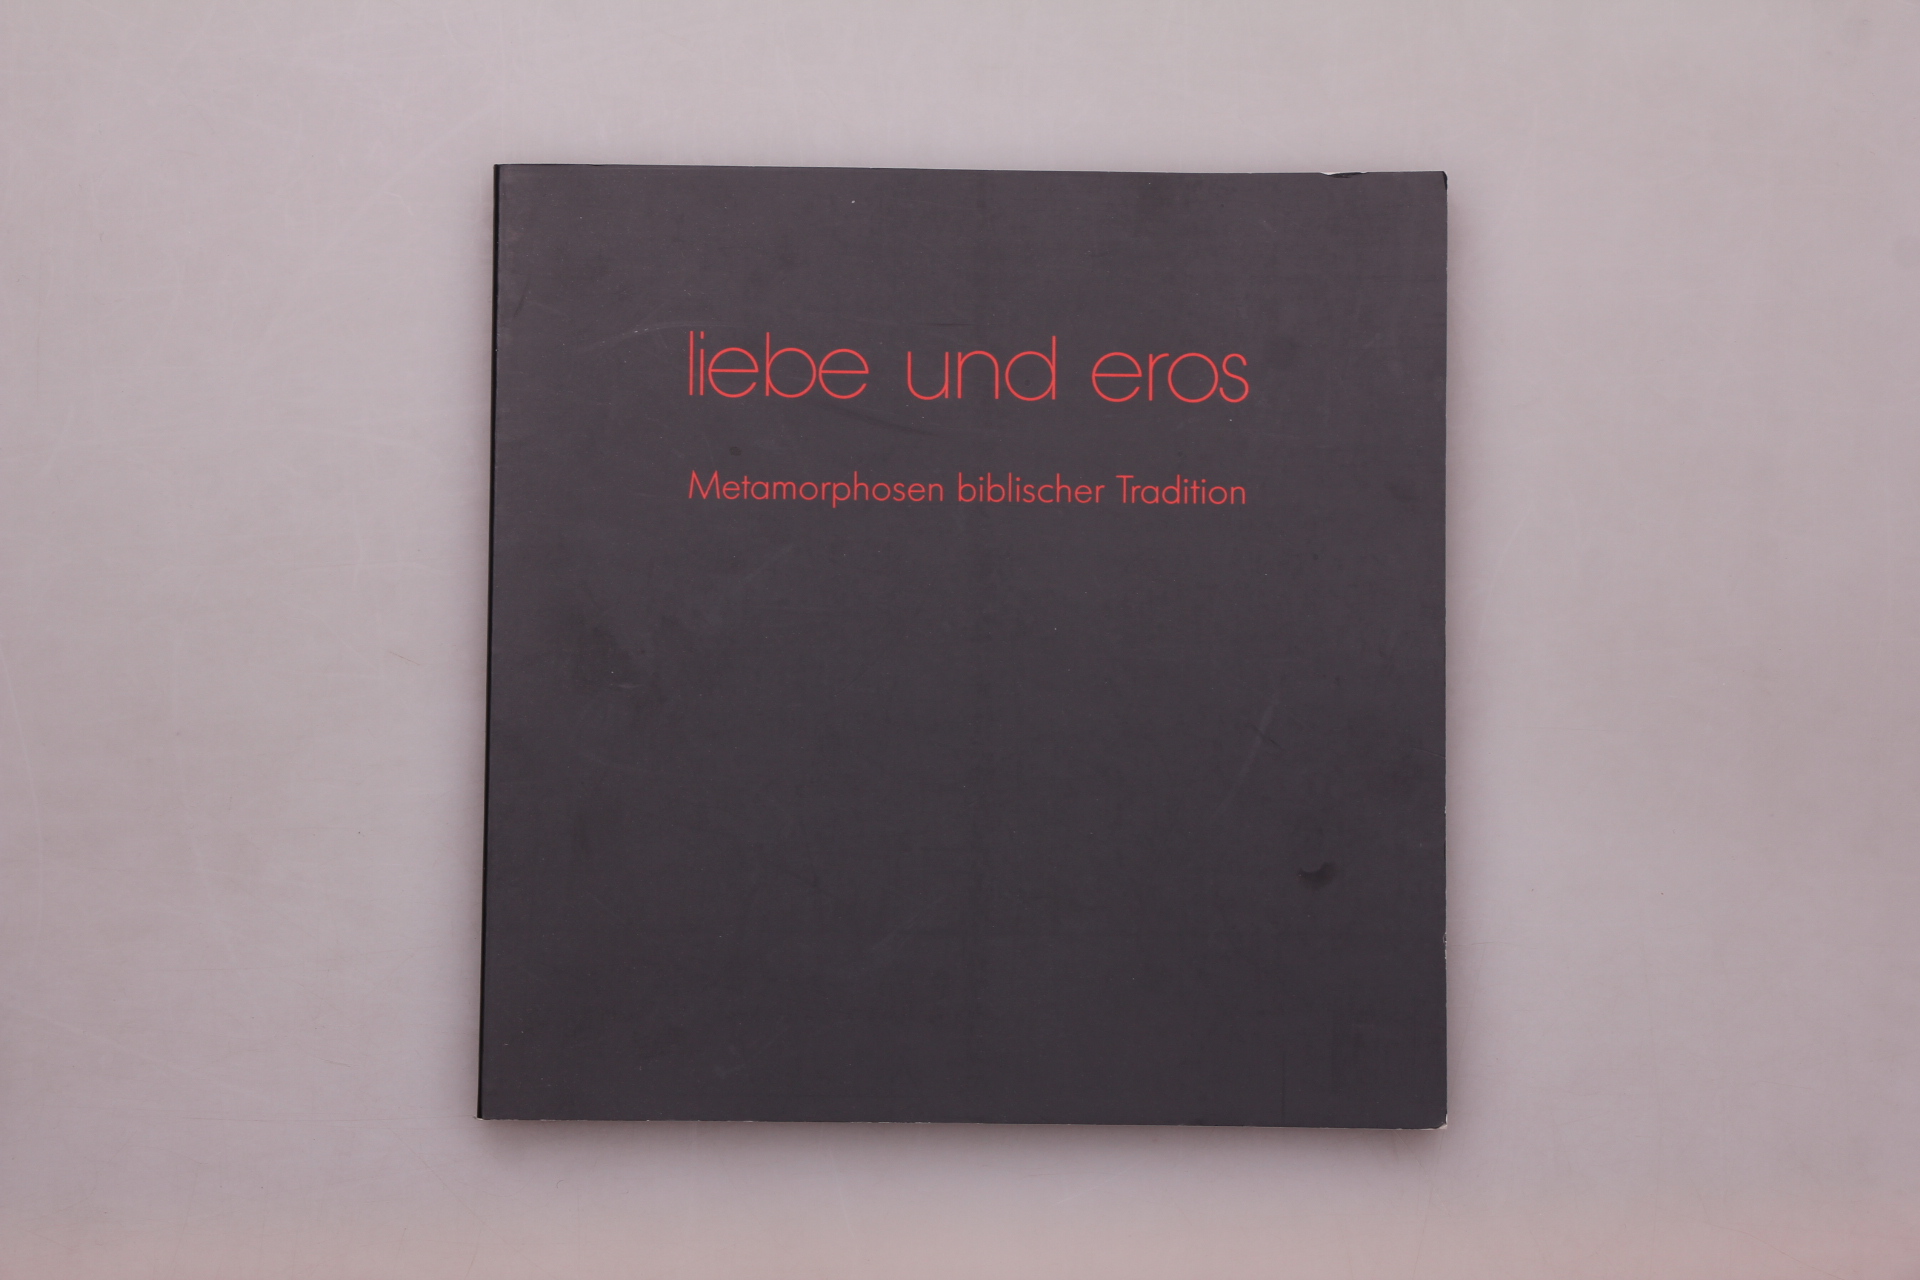 liebe und eros
Metamorphosen biblischer Tradition